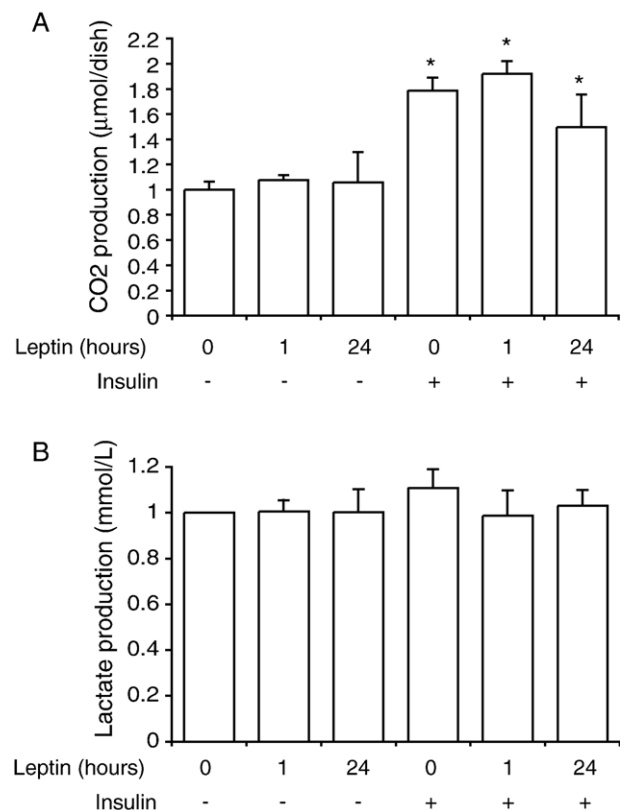 A
CO2 production (µmol/dish)
2.2
2
1.8
1.6
1.4
1.2
1
0.8
0.6
0.4
0.2
0
* * *
Leptin (hours) 0 1 24 0 1 24
Insulin - - - + + +
B
Lactate production (mmol/L)
1.2
1
0.8
0.6
0.4
0.2
0
Leptin (hours) 0 1 24 0 1 24
Insulin - - - + + +